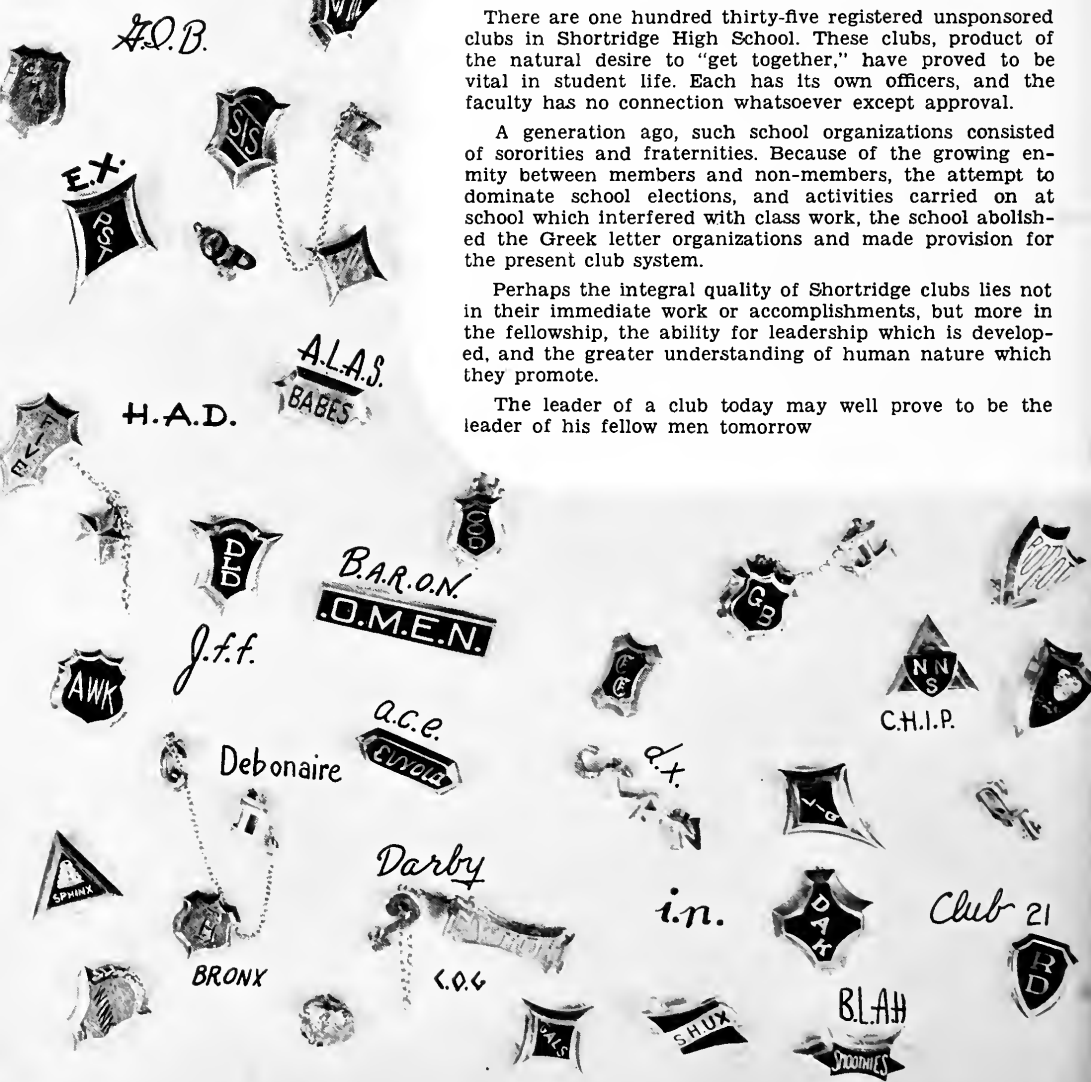 There are one hundred thirty-five registered unsponsored
clubs in Shortridge High School. These clubs, product of
the natural desire to "get together," have proved to be
vital in student life. Each has its own officers, and the
faculty has no connection whatsoever except approval.
A generation ago, such school organizations consisted
of sororities and fraternities. Because of the growing en-
mity between members and non-members, the attempt to
dominate school elections, and activities carried on at
school which interfered with class work, the school abolish-
ed the Greek letter organizations and made provision for
the present club system.
Perhaps the integral quality of Shortridge clubs lies not
in their immediate work or accomplishments, but more in
the fellowship, the ability for leadership which is develop-
ed, and the greater understanding of human nature which
they promote.
The leader of a club today may well prove to be the
leader of his fellow men tomorrow
SIS
E.X.
PST
A.L.A.S.
BABES
H.A.D.
FIVE
DLD
COD
B.A.R.O.N.
.O.M.E.N.
GB
J.f.f.
AWK
NNS
C.H.I.P.
a.c.e.
Debonaire
d.x.
SPHINX
Darby
i.n.
DAK
Club 21
RD
BRONX
B.L.A.H
GALS
S.H.UX
SMOOTHIES